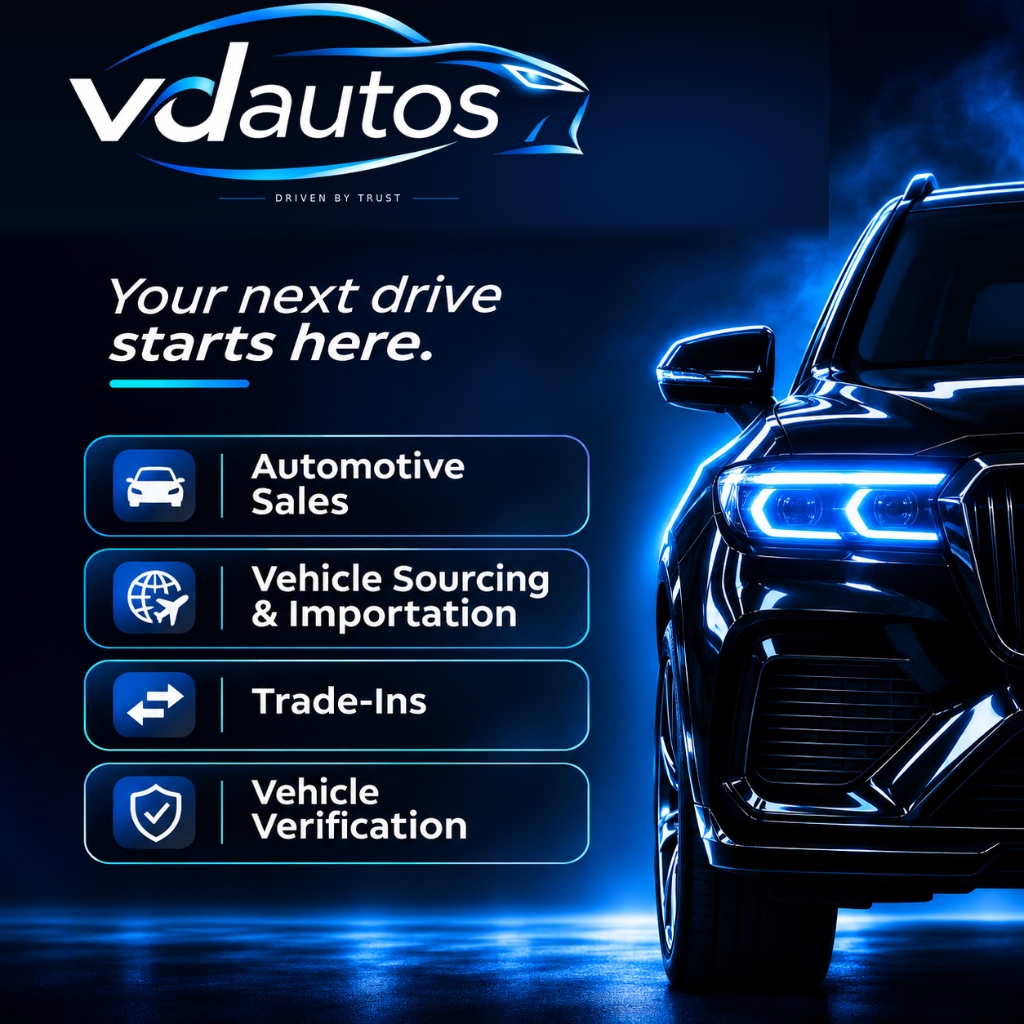 vdautos
DRIVEN BY TRUST
Your next drive
starts here.
Automotive
Sales
Vehicle Sourcing
& Importation
Trade-Ins
Vehicle
Verification